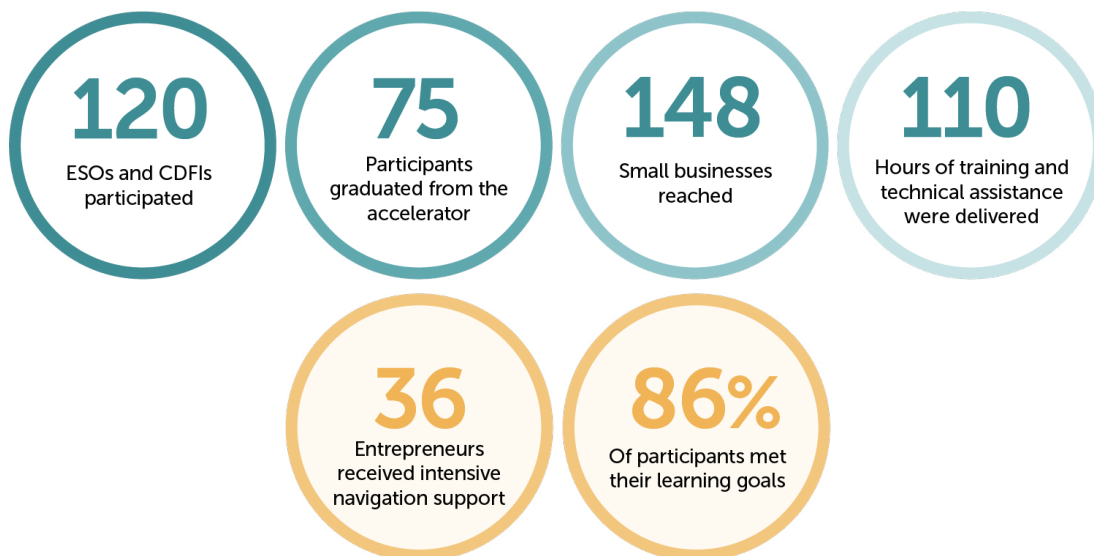 120
ESOs and CDFIs
participated
75
Participants
graduated from the
accelerator
148
Small businesses
reached
110
Hours of training and
technical assistance
were delivered
36
Entrepreneurs
received intensive
navigation support
86%
Of participants met
their learning goals